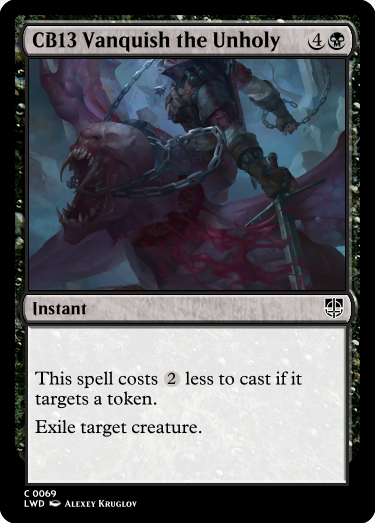 CB13 Vanquish the Unholy 4
Instant
This spell costs 2 less to cast if it
targets a token.
Exile target creature.
C 0069
LWD Alexey Kruglov